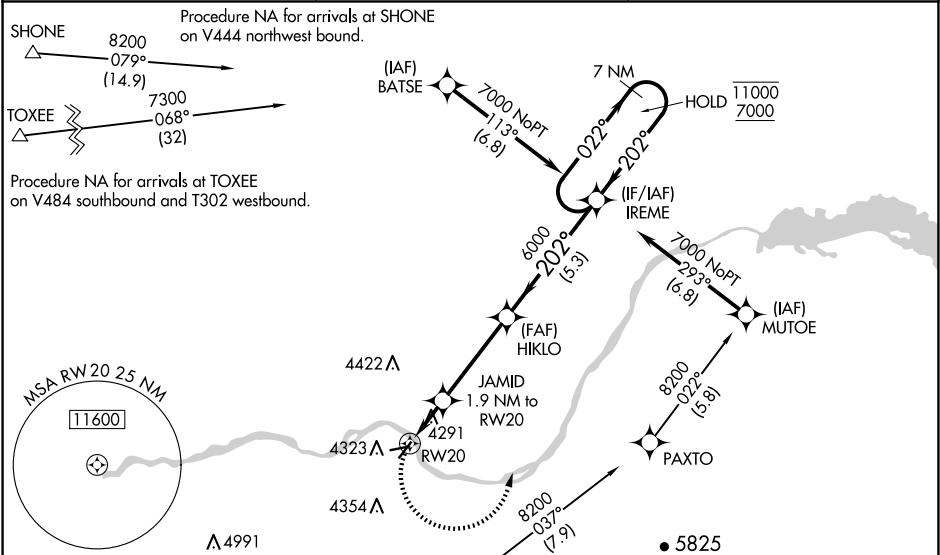 Procedure NA for arrivals at SHONE
on V444 northwest bound.
SHONE
8200
079°
(14.9)
7300
TOXEE
068°
(32)
Procedure NA for arrivals at TOXEE
on V484 southbound and T302 westbound.
(IAF)
BATSE
7000 NoPT
113°
(6.8)
7 NM
HOLD
11000
7000
022°
202°
(IF/IAF)
IREME
6000
202°
(5.3)
7000 NoPT
293°
(6.8)
(IAF)
MUTOE
(FAF)
HIKLO
8200
022°
(5.8)
4422
JAMID
1.9 NM to
RW20
MSA RW20 25 NM
11600
4291
4323
RW20
PAXTO
4354
8200
037°
(7.9)
4991
5825